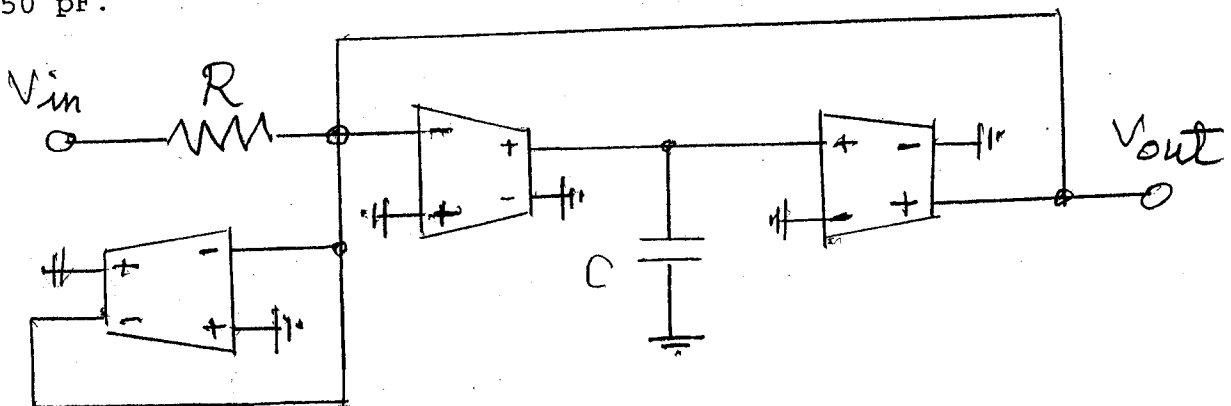 50 pF.
Vin
R
- + + -
+ - - +
Vout
+ -
- +
C